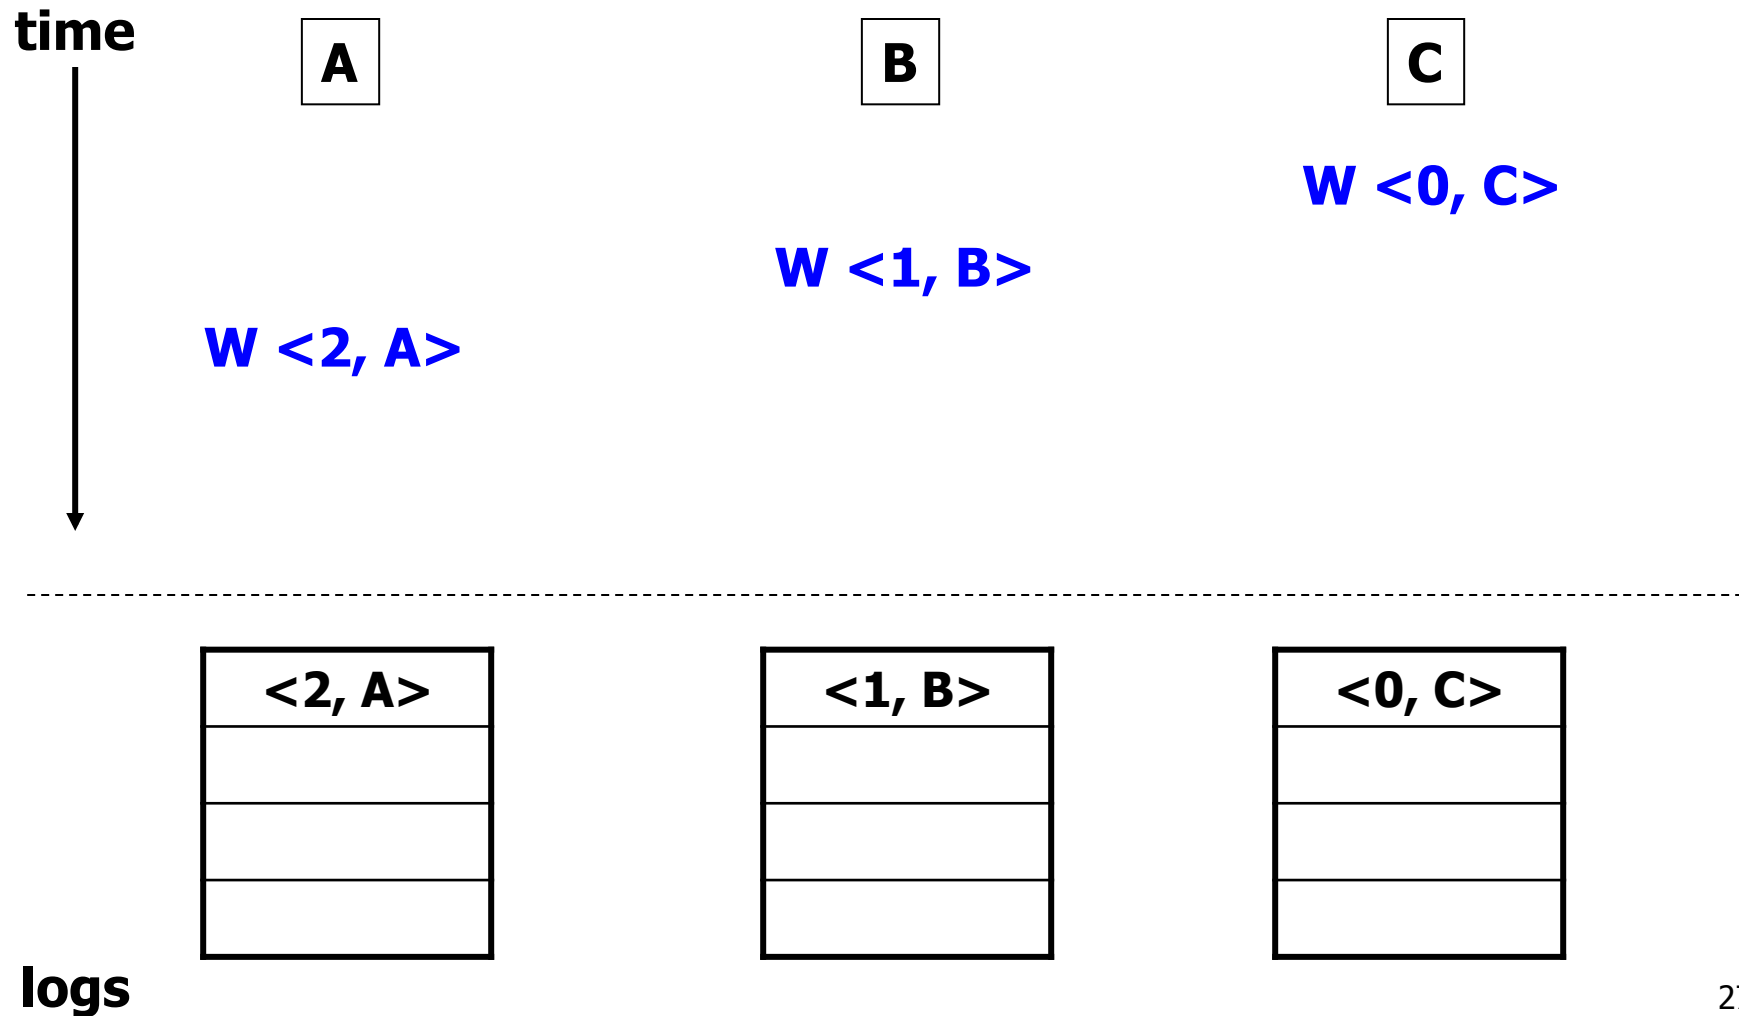 time
A
B
C
W <0, C>
W <1, B>
W <2, A>
<2, A>
<1, B>
<0, C>
logs